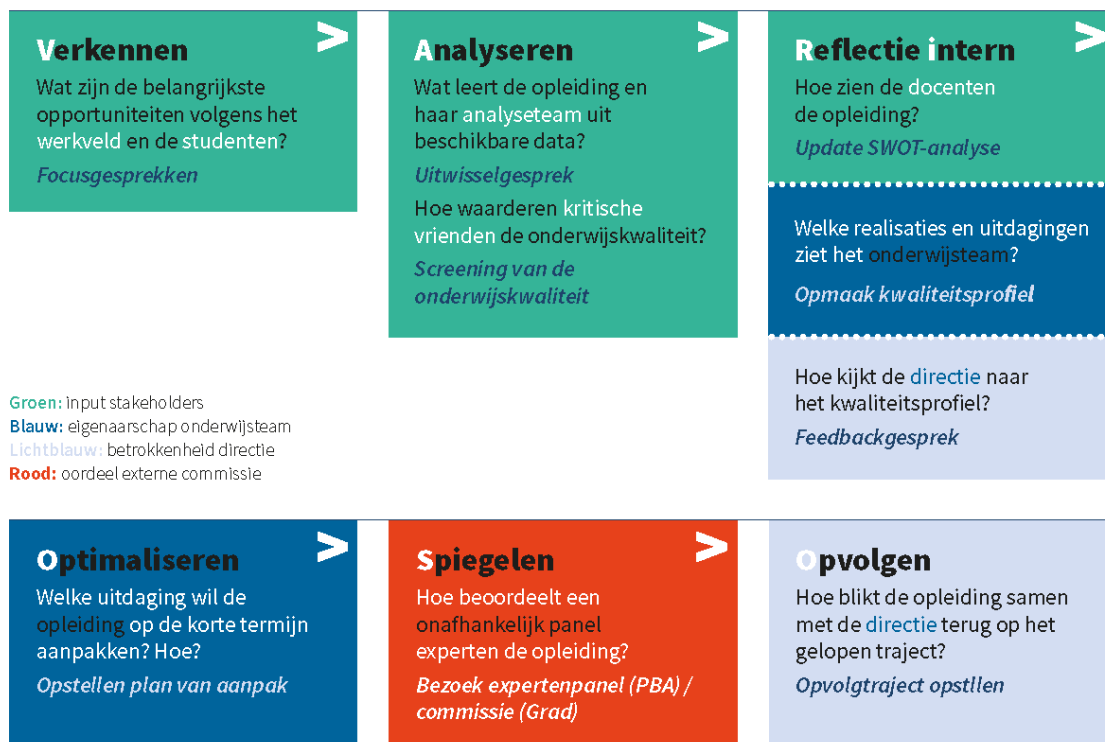 Verkennen >
Wat zijn de belangrijkste
opportuniteiten volgens het
werkveld en de studenten?
Focusgesprekken
Analyseren >
Wat leert de opleiding en
haar analyseteam uit
beschikbare data?
Uitwisselgesprek
Hoe waarderen kritische
vrienden de onderwijskwaliteit?
Screening van de
onderwijskwaliteit
Reflectie intern >
Hoe zien de docenten
de opleiding?
Update SWOT-analyse
Welke realisaties en uitdagingen
ziet het onderwijsteam?
Opmaak kwaliteitsprofiel
Hoe kijkt de directie naar
het kwaliteitsprofiel?
Feedbackgesprek
Groen: input stakeholders
Blauw: eigenaarschap onderwijsteam
Lichtblauw: betrokkenheid directie
Rood: oordeel externe commissie
Optimaliseren >
Welke uitdaging wil de
opleiding op de korte termijn
aanpakken? Hoe?
Opstellen plan van aanpak
Spiegelen >
Hoe beoordeelt een
onafhankelijk panel
experten de opleiding?
Bezoek expertenpanel (PBA) /
commissie (Grad)
Opvolgen
Hoe blikt de opleiding samen
met de directie terug op het
gelopen traject?
Opvolgtraject opstllen